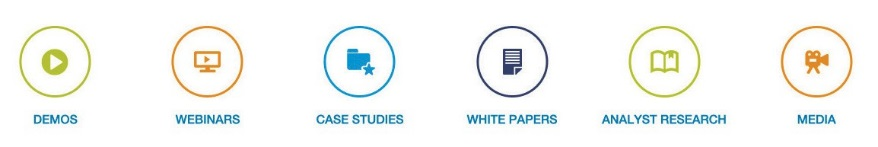 DEMOS
WEBINARS
CASE STUDIES
WHITE PAPERS
ANALYST RESEARCH
MEDIA